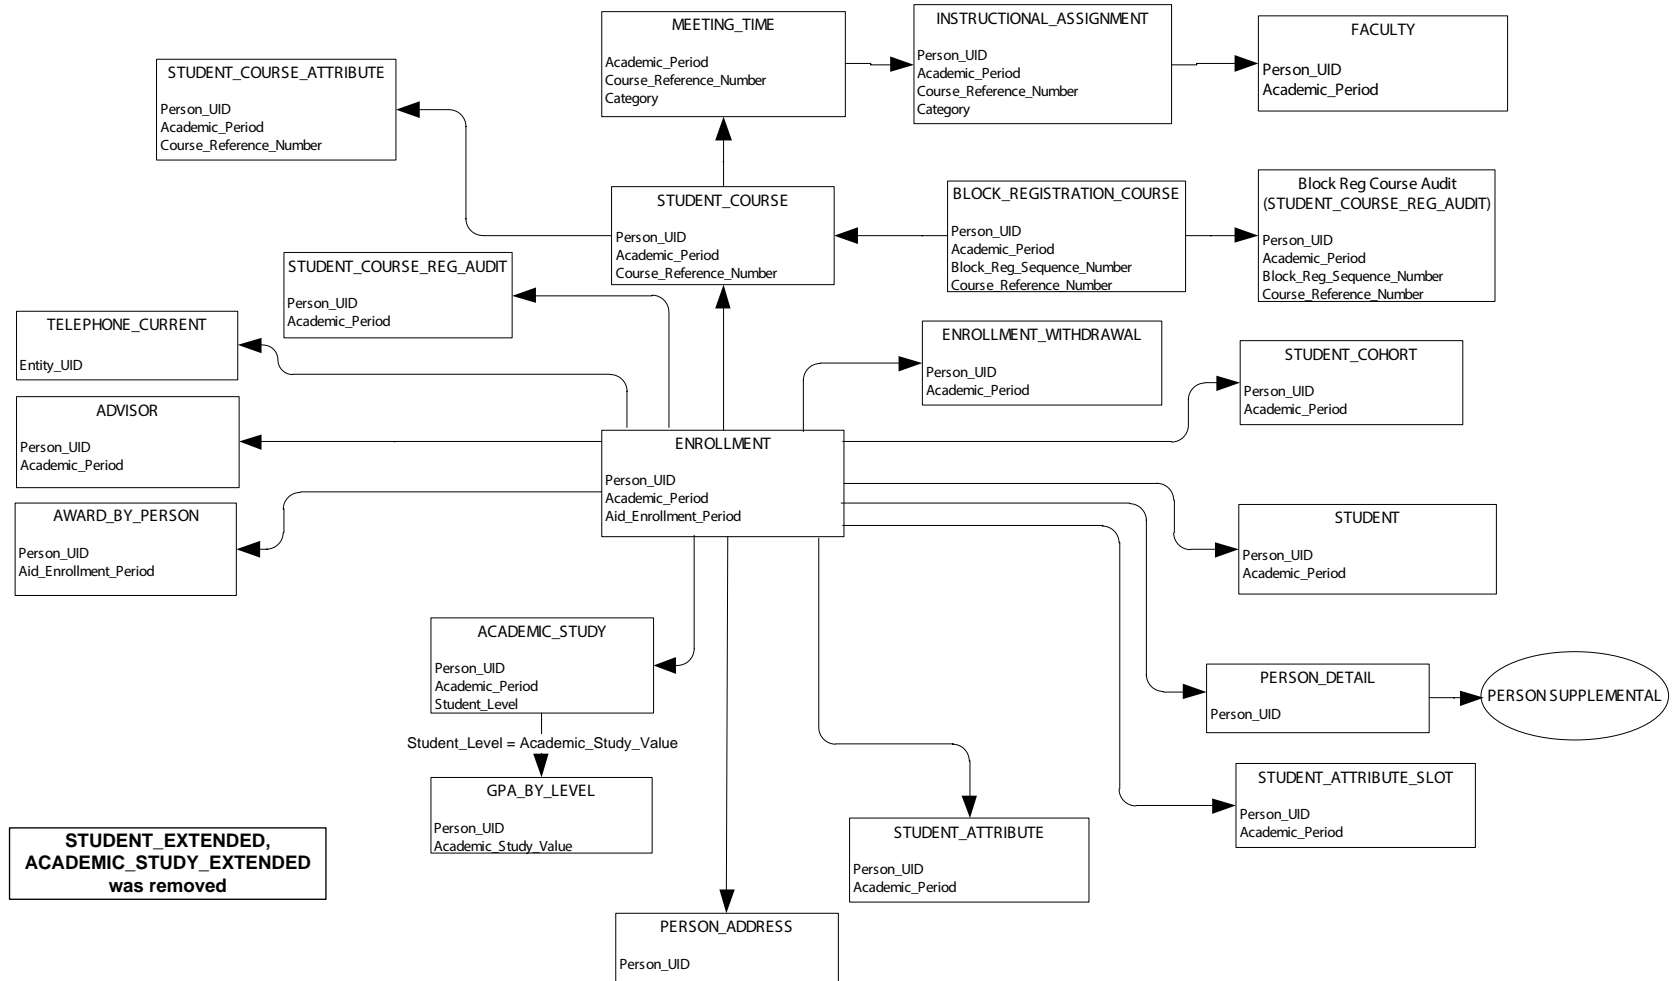 MEETING_TIME
Academic_Period
Course_Reference_Number
Category
INSTRUCTIONAL_ASSIGNMENT
Person_UID
Academic_Period
Course_Reference_Number
Category
FACULTY
Person_UID
Academic_Period
STUDENT_COURSE_ATTRIBUTE
Person_UID
Academic_Period
Course_Reference_Number
STUDENT_COURSE
Person_UID
Academic_Period
Course_Reference_Number
BLOCK_REGISTRATION_COURSE
Person_UID
Academic_Period
Block_Reg_Sequence_Number
Course_Reference_Number
Block Reg Course Audit
(STUDENT_COURSE_REG_AUDIT)
Person_UID
Academic_Period
Block_Reg_Sequence_Number
Course_Reference_Number
STUDENT_COURSE_REG_AUDIT
Person_UID
Academic_Period
TELEPHONE_CURRENT
Entity_UID
ENROLLMENT_WITHDRAWAL
Person_UID
Academic_Period
STUDENT_COHORT
Person_UID
Academic_Period
ADVISOR
Person_UID
Academic_Period
ENROLLMENT
Person_UID
Academic_Period
Aid_Enrollment_Period
AWARD_BY_PERSON
Person_UID
Aid_Enrollment_Period
STUDENT
Person_UID
Academic_Period
ACADEMIC_STUDY
Person_UID
Academic_Period
Student_Level
Student_Level = Academic_Study_Value
GPA_BY_LEVEL
Person_UID
Academic_Study_Value
PERSON_DETAIL
Person_UID
PERSON SUPPLEMENTAL
STUDENT_ATTRIBUTE_SLOT
Person_UID
Academic_Period
STUDENT_ATTRIBUTE
Person_UID
Academic_Period
STUDENT_EXTENDED,
ACADEMIC_STUDY_EXTENDED
was removed
PERSON_ADDRESS
Person_UID